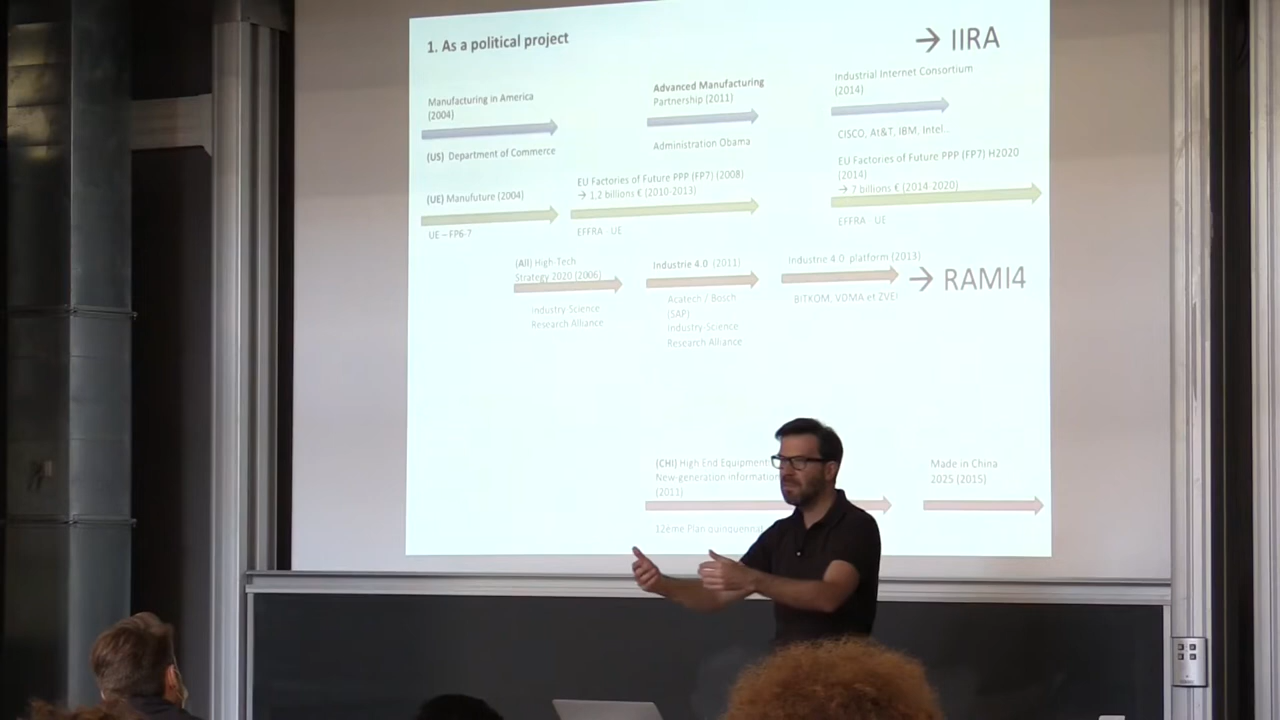 1. As a political project
→ IIRA
Manufacturing in America
(2004)
(US) Department of Commerce
Advanced Manufacturing
Partnership (2011)
Administration Obama
Industrial Internet Consortium
(2014)
CISCO, At&T, IBM, Intel..
(UE) Manufuture (2004)
UE – FP6-7
EU Factories of Future PPP (FP7) (2008)
→ 1,2 billions € (2010-2013)
EFFRA - UE
EU Factories of Future PPP (FP7) H2020
(2014)
→ 7 billions € (2014-2020)
EFFRA - UE
(All) High-Tech
Strategy 2020 (2006)
Industry-Science
Research Alliance
Industrie 4.0 (2011)
Acatech / Bosch
(SAP)
Industry-Science
Research Alliance
Industrie 4.0 platform (2013)
BITKOM, VDMA et ZVEI
→ RAMI4
(CHI) High End Equipment
New-generation information
(2011)
12ème Plan quinquennal
Made in China
2025 (2015)